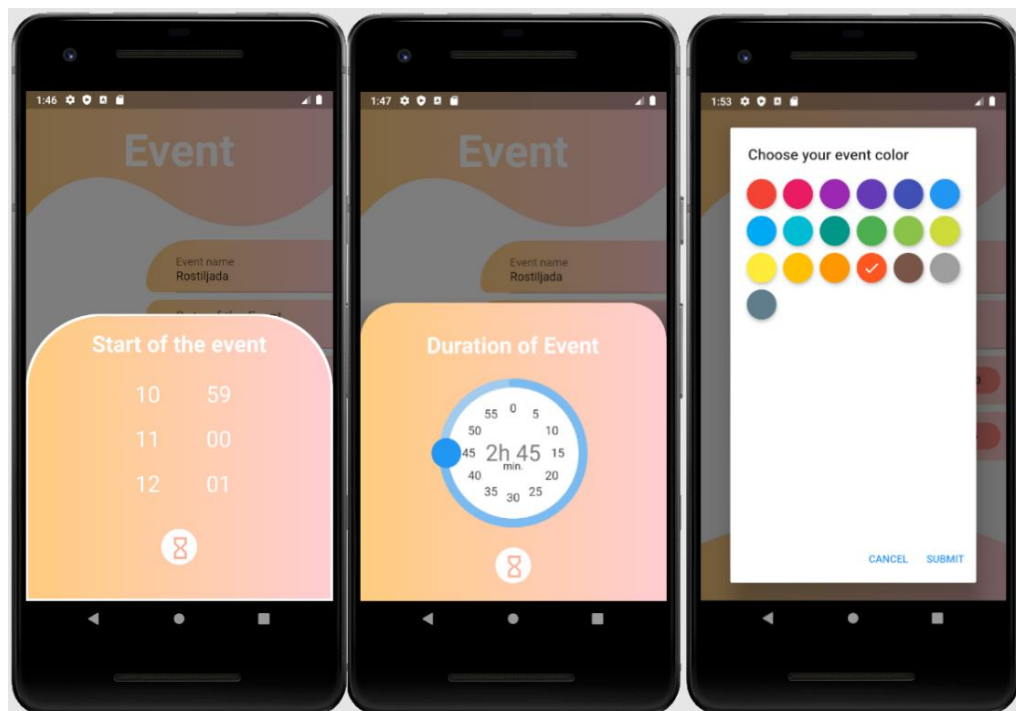 1:46
Event
Event name
Rostiljada
Start of the event
10 59
11 00
12 01
1:47
Event
Event name
Rostiljada
Duration of Event
0
5
10
15
20
25
30
35
40
45
50
55
2h 45
min.
1:53
Choose your event color
CANCEL SUBMIT